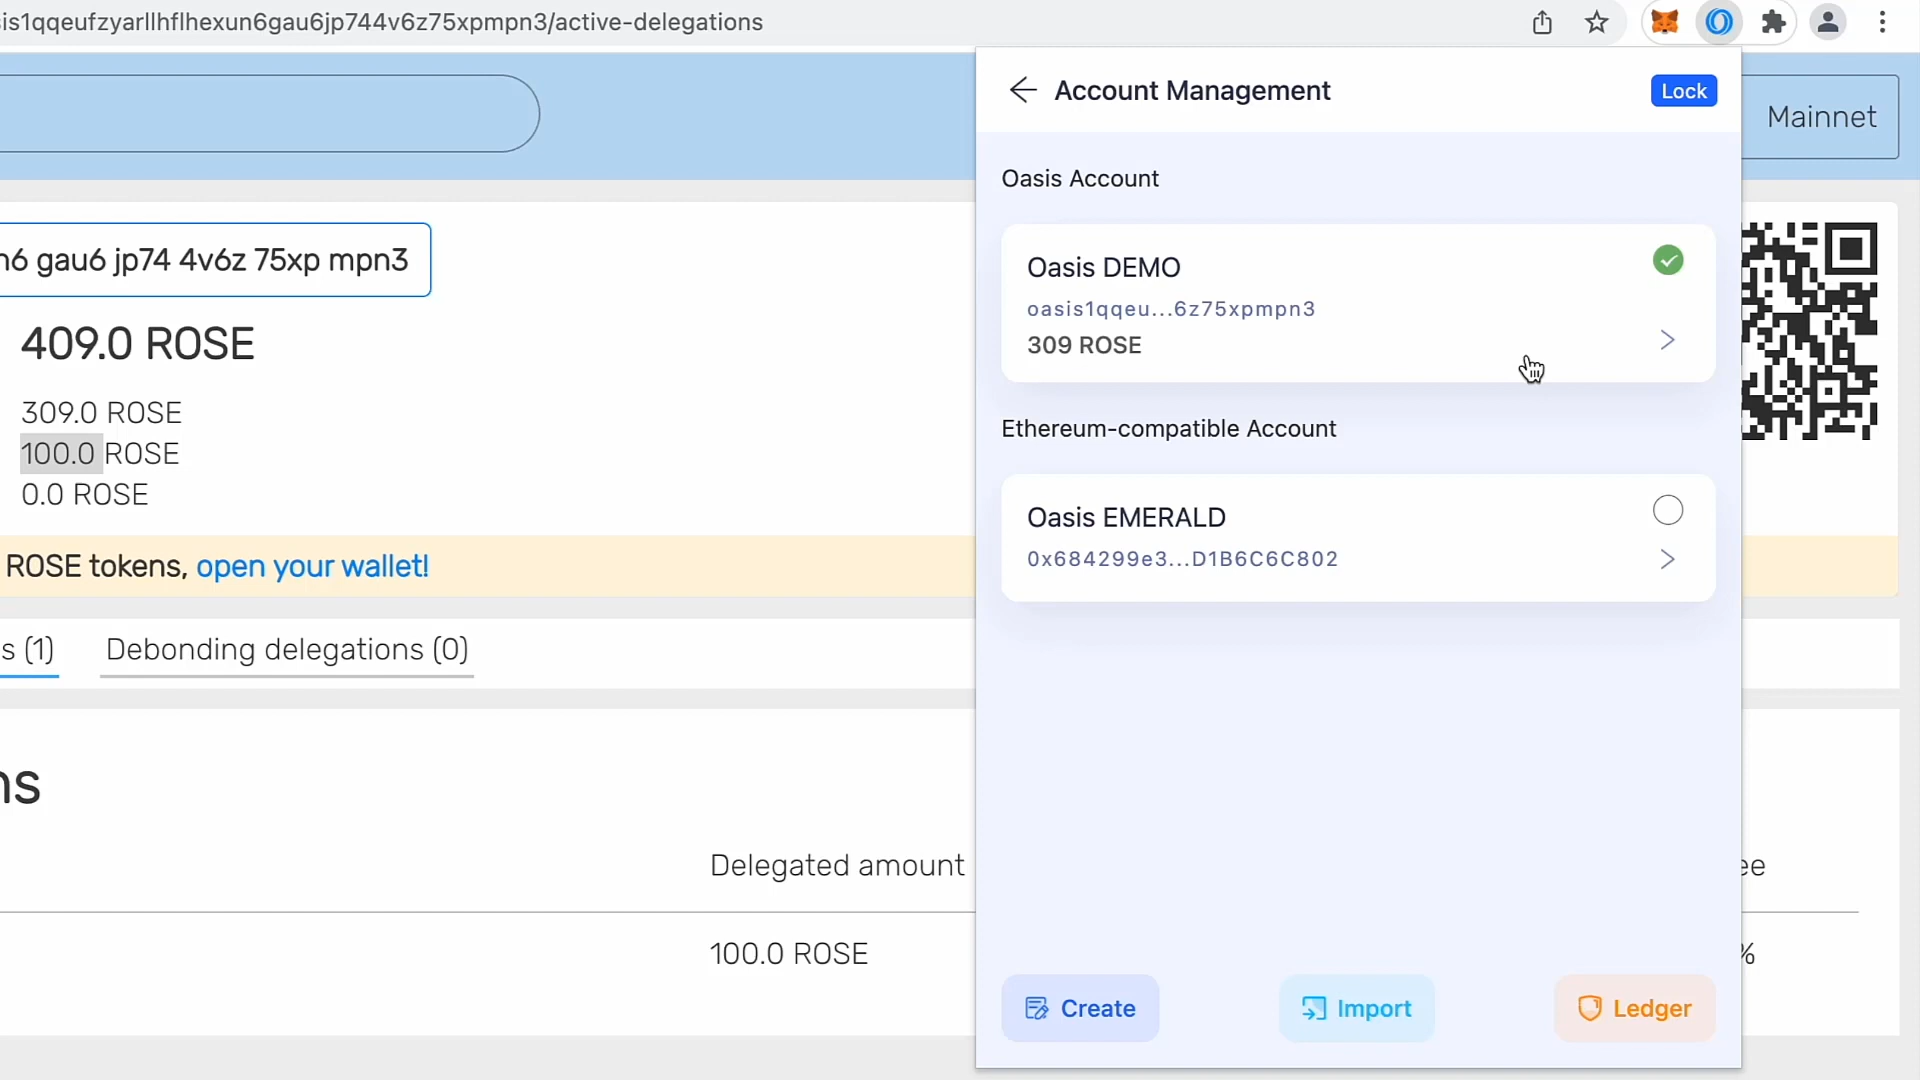 is1qqeufzyarllhflhexun6gau6jp744v6z75xpmpn3/active-delegations
Account Management
Lock
Mainnet
Oasis Account
n6 gau6 jp74 4v6z 75xp mpn3
Oasis DEMO
oasis1qqeu...6z75xpmpn3
309 ROSE
409.0 ROSE
309.0 ROSE
100.0 ROSE
0.0 ROSE
Ethereum-compatible Account
Oasis EMERALD
0x684299e3...D1B6C6C802
ROSE tokens, open your wallet!
s (1)
Debonding delegations (0)
ns
Delegated amount
ee
100.0 ROSE
%
Create
Import
Ledger